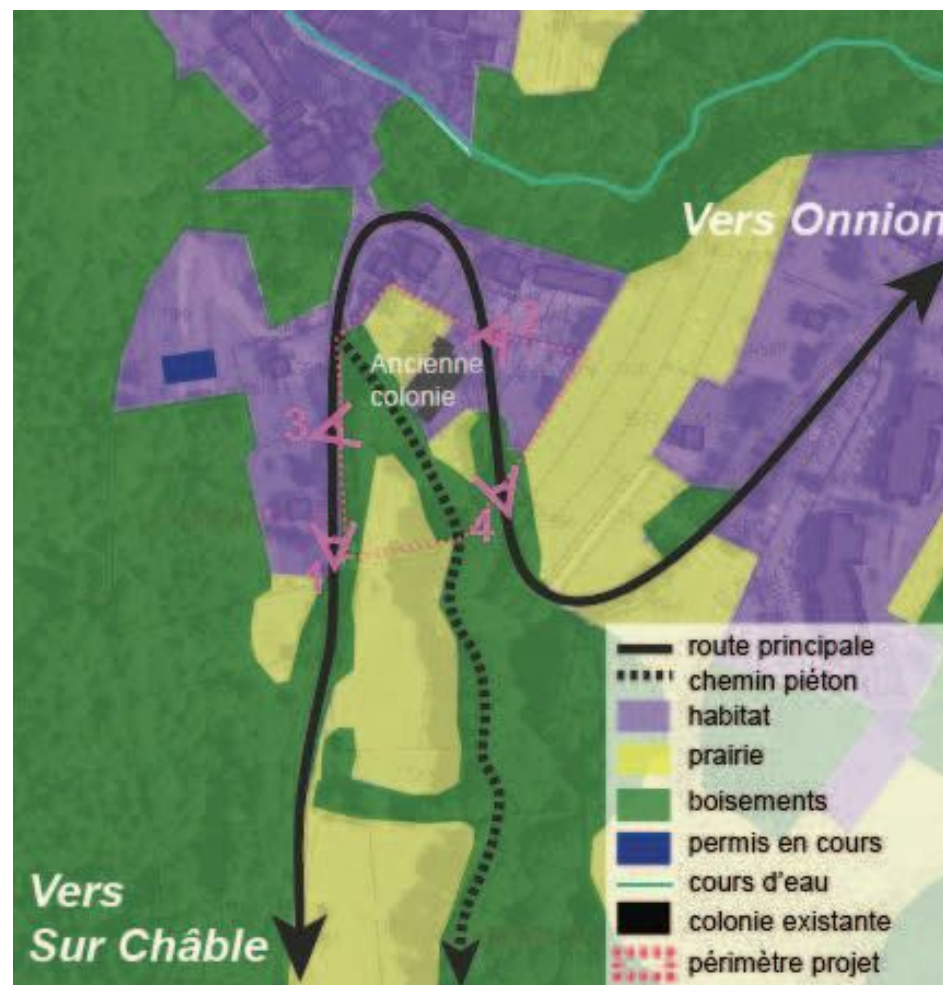 Vers Onnion
2
Ancienne
colonie
3
4
1
route principale
chemin piéton
habitat
prairie
boisements
permis en cours
cours d'eau
colonie existante
périmètre projet
Vers
Sur Châble